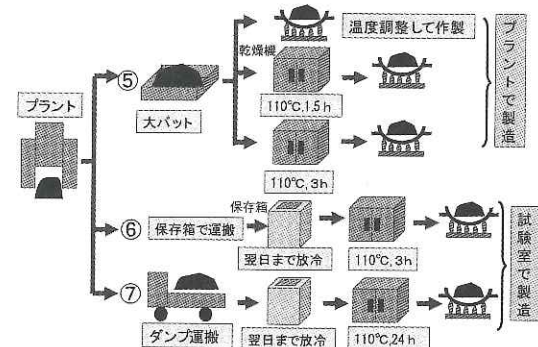 プラント
⑤
大バット
温度調整して作製
乾燥機
110℃,1.5h
110℃,3h
プラントで製造
⑥
保存箱で運搬
保存箱
翌日まで放冷
110℃,3h
⑦
ダンプ運搬
翌日まで放冷
110℃,24h
試験室で製造